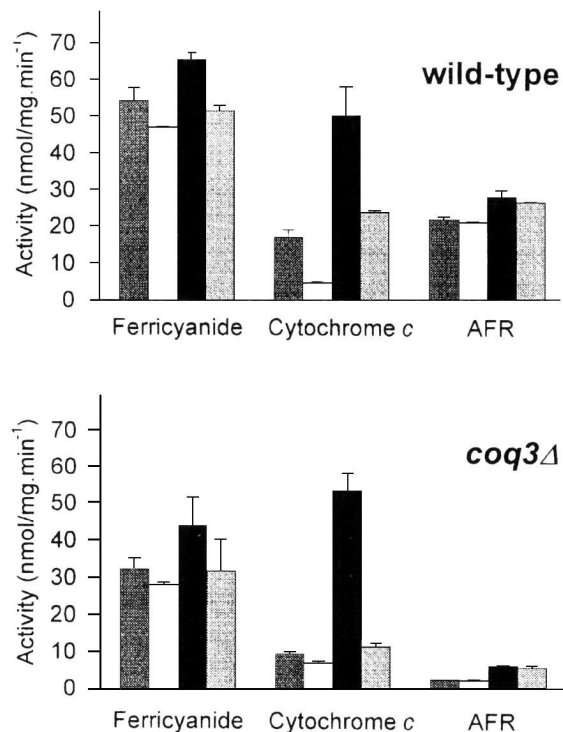 wild-type
Activity (nmol/mg.min⁻¹)
70
60
50
40
30
20
10
0
Ferricyanide Cytochrome c AFR
coq3Δ
Activity (nmol/mg.min⁻¹)
70
60
50
40
30
20
10
0
Ferricyanide Cytochrome c AFR